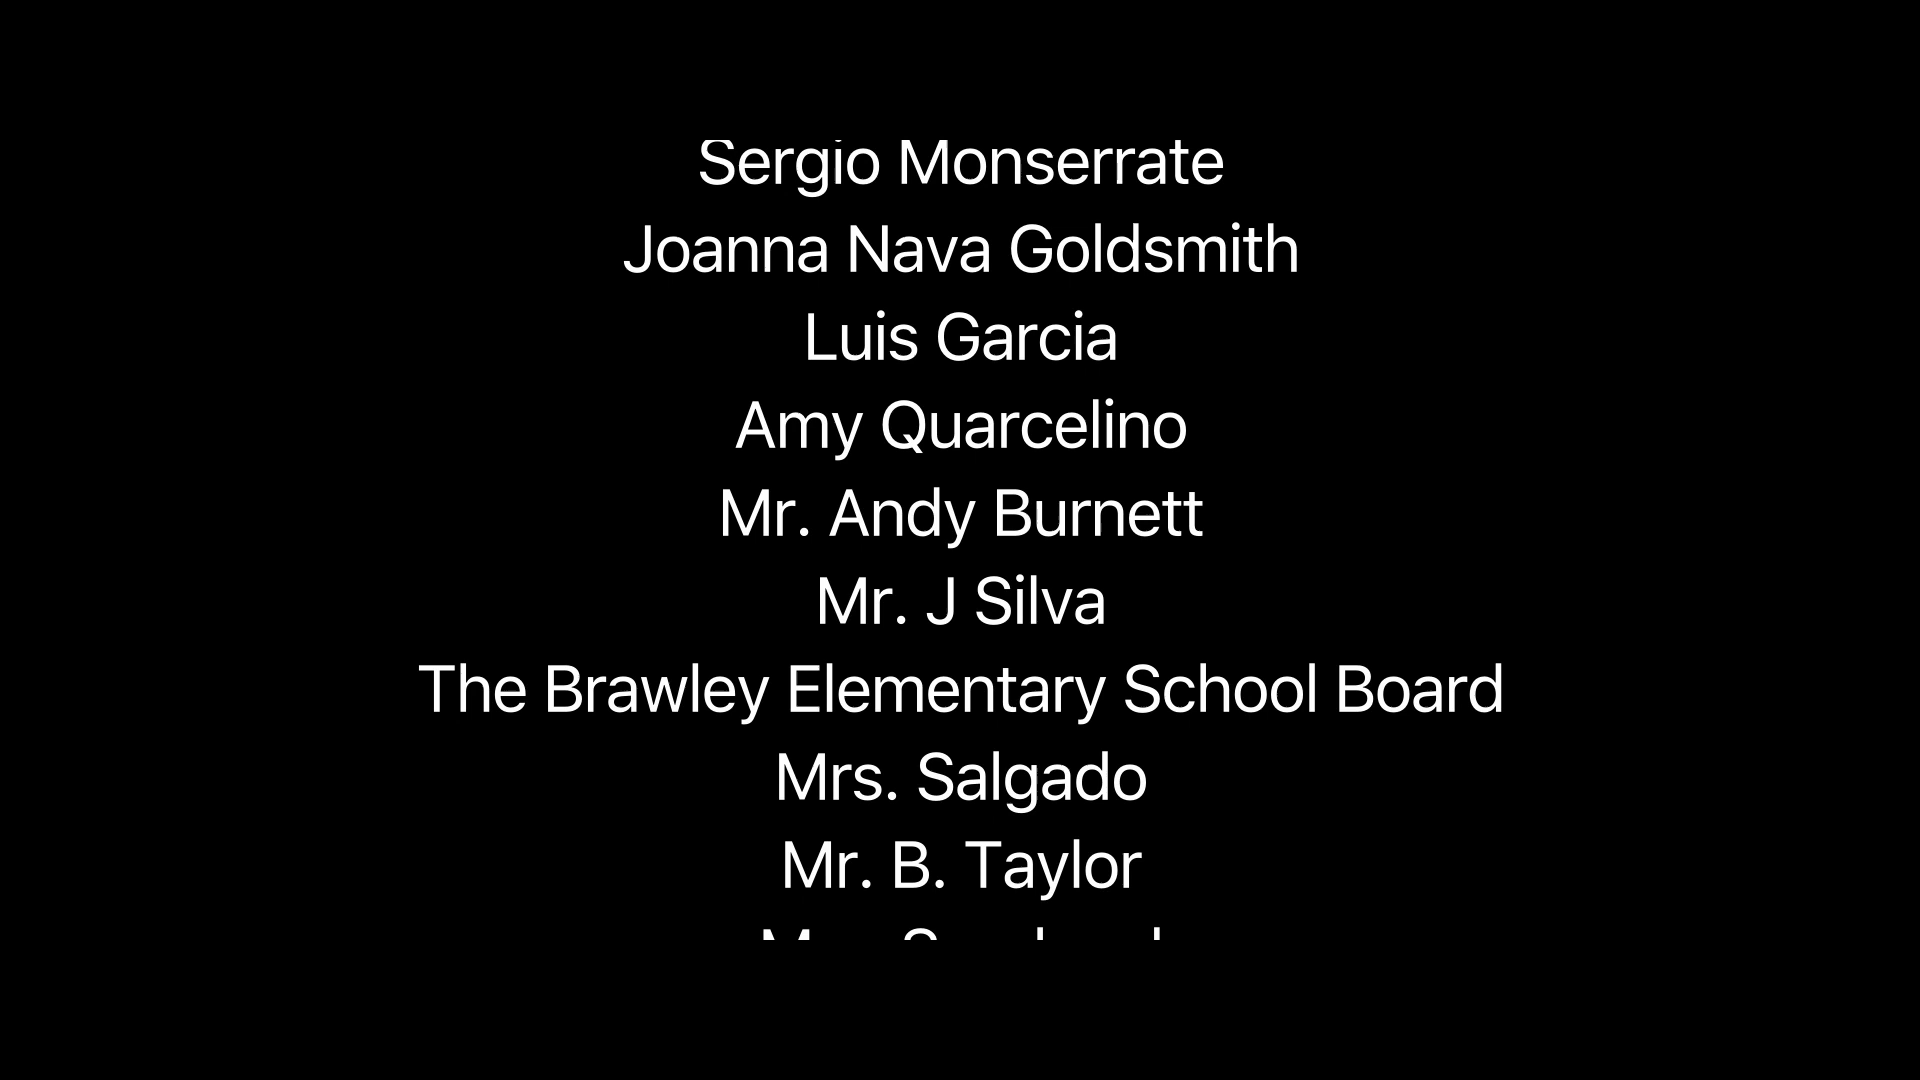 Sergio Monserrate
Joanna Nava Goldsmith
Luis Garcia
Amy Quarcelino
Mr. Andy Burnett
Mr. J Silva
The Brawley Elementary School Board
Mrs. Salgado
Mr. B. Taylor